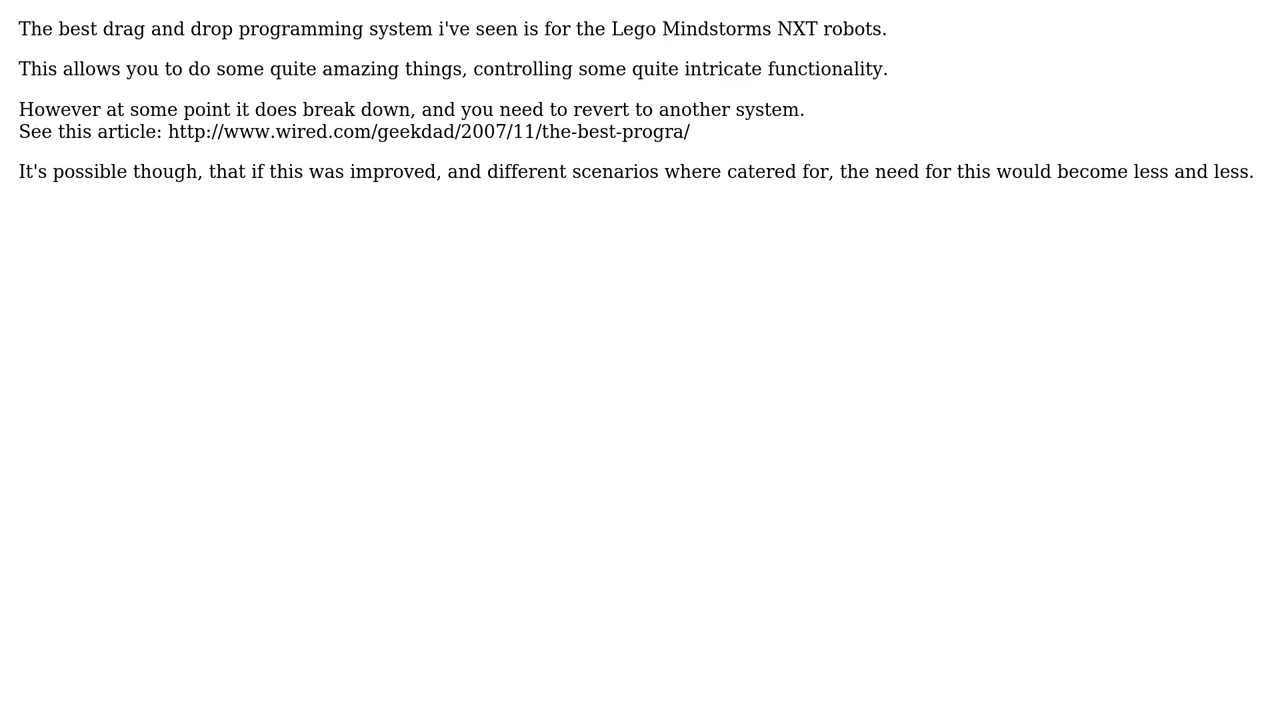 The best drag and drop programming system i've seen is for the Lego Mindstorms NXT robots.
This allows you to do some quite amazing things, controlling some quite intricate functionality.
However at some point it does break down, and you need to revert to another system.
See this article: http://www.wired.com/geekdad/2007/11/the-best-progra/
It's possible though, that if this was improved, and different scenarios where catered for, the need for this would become less and less.